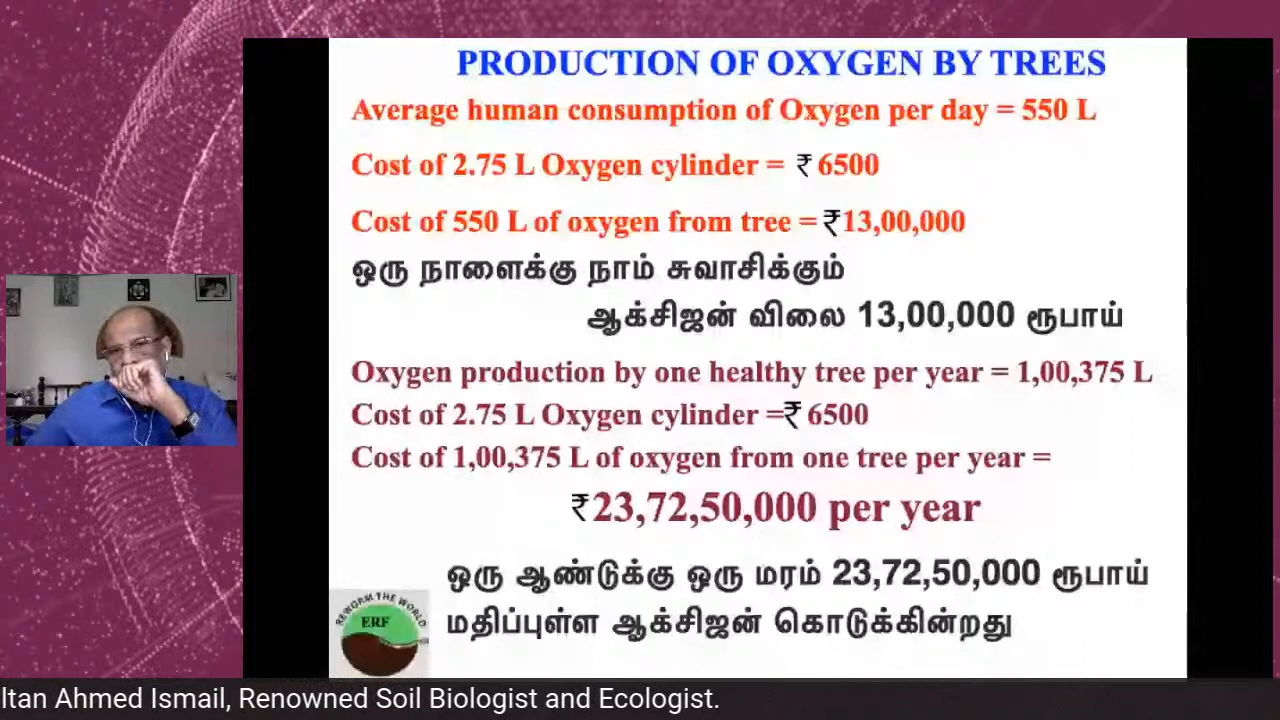 PRODUCTION OF OXYGEN BY TREES
Average human consumption of Oxygen per day = 550 L
Cost of 2.75 L Oxygen cylinder = ₹ 6500
Cost of 550 L of oxygen from tree = ₹13,00,000
ஒரு நாளைக்கு நாம் சுவாசிக்கும்
ஆக்சிஜன் விலை 13,00,000 ரூபாய்
Oxygen production by one healthy tree per year = 1,00,375 L
Cost of 2.75 L Oxygen cylinder =₹ 6500
Cost of 1,00,375 L of oxygen from one tree per year =
₹23,72,50,000 per year
ஒரு ஆண்டுக்கு ஒரு மரம் 23,72,50,000 ரூபாய்
மதிப்புள்ள ஆக்சிஜன் கொடுக்கின்றது
REWORM THE WORLD
ERF
ltan Ahmed Ismail, Renowned Soil Biologist and Ecologist.